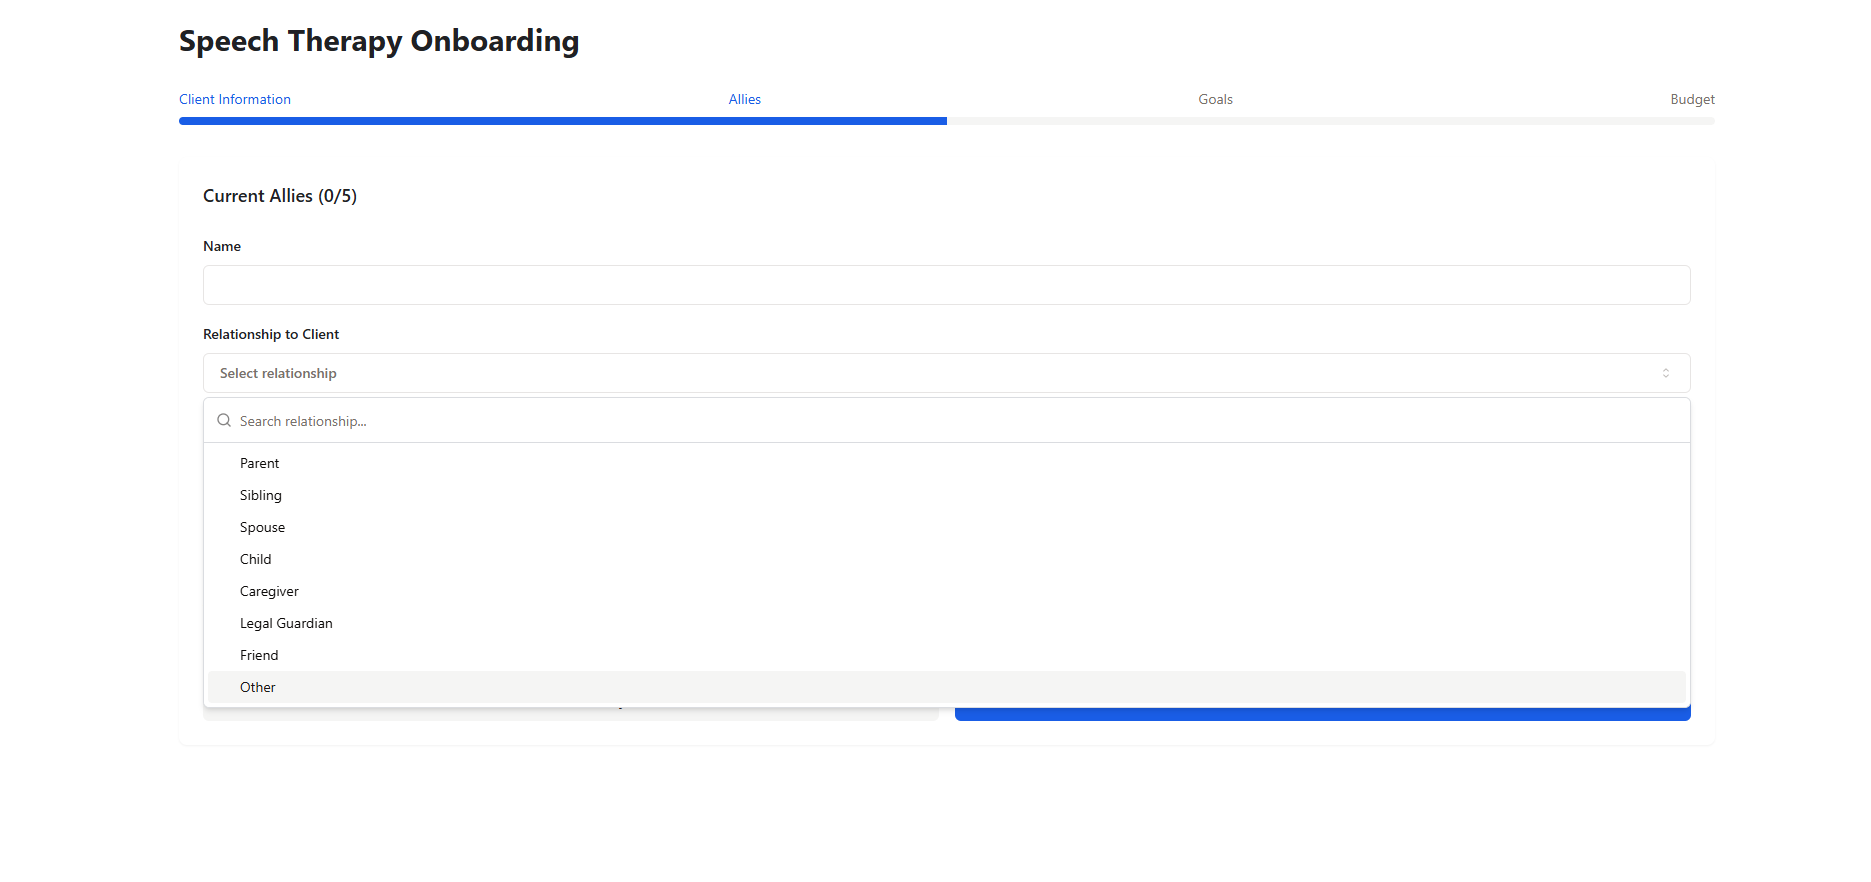 Speech Therapy Onboarding
Client Information Allies Goals Budget
Current Allies (0/5)
Name
Relationship to Client
Select relationship
Search relationship...
Parent
Sibling
Spouse
Child
Caregiver
Legal Guardian
Friend
Other